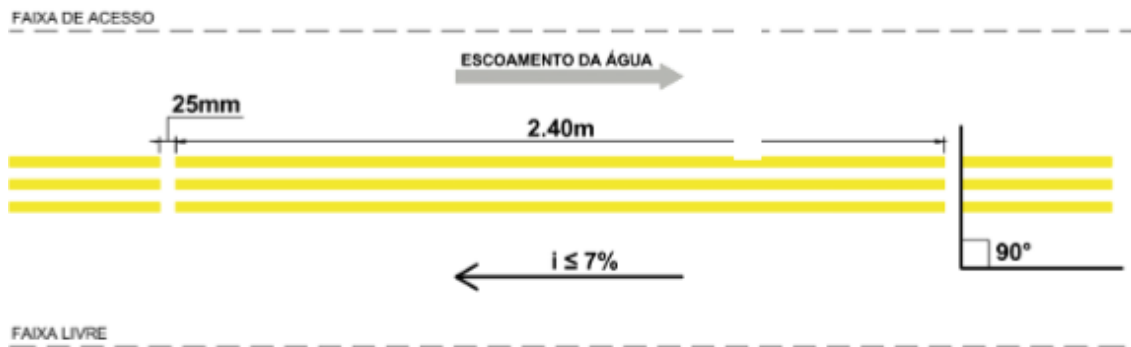 FAIXA DE ACESSO
ESCOAMENTO DA ÁGUA
25mm
2.40m
i ≤ 7%
90°
FAIXA LIVRE